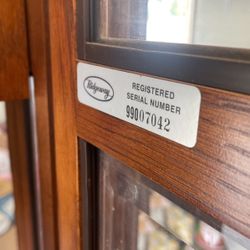 Ridgeway
REGISTERED
SERIAL NUMBER
99007042